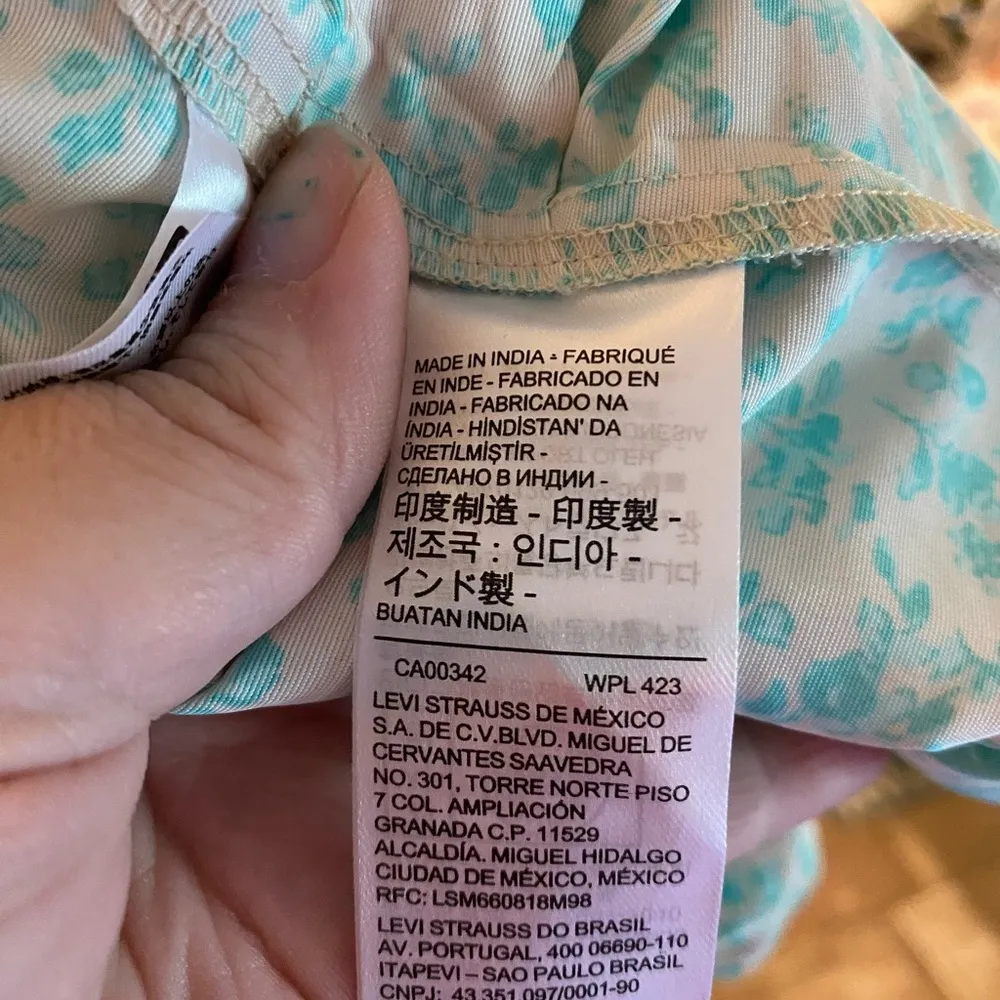 MADE IN INDIA - FABRIQUÉ
EN INDE - FABRICADO EN
INDIA - FABRICADO NA
ÍNDIA - HİNDİSTAN' DA
ÜRETİLMİŞTİR -
СДЕЛАНО В ИНДИИ -
印度制造 - 印度製 -
제조국 : 인디아 -
インド製 -
BUATAN INDIA
CA00342 WPL 423
LEVI STRAUSS DE MÉXICO
S.A. DE C.V.BLVD. MIGUEL DE
CERVANTES SAAVEDRA
NO. 301, TORRE NORTE PISO
7 COL. AMPLIACIÓN
GRANADA C.P. 11529
ALCALDÍA. MIGUEL HIDALGO
CIUDAD DE MÉXICO, MÉXICO
RFC: LSM660818M98
LEVI STRAUSS DO BRASIL
AV. PORTUGAL, 400 06690-110
ITAPEVI – SAO PAULO BRASIL
CNPJ: 43.351.097/0001-90